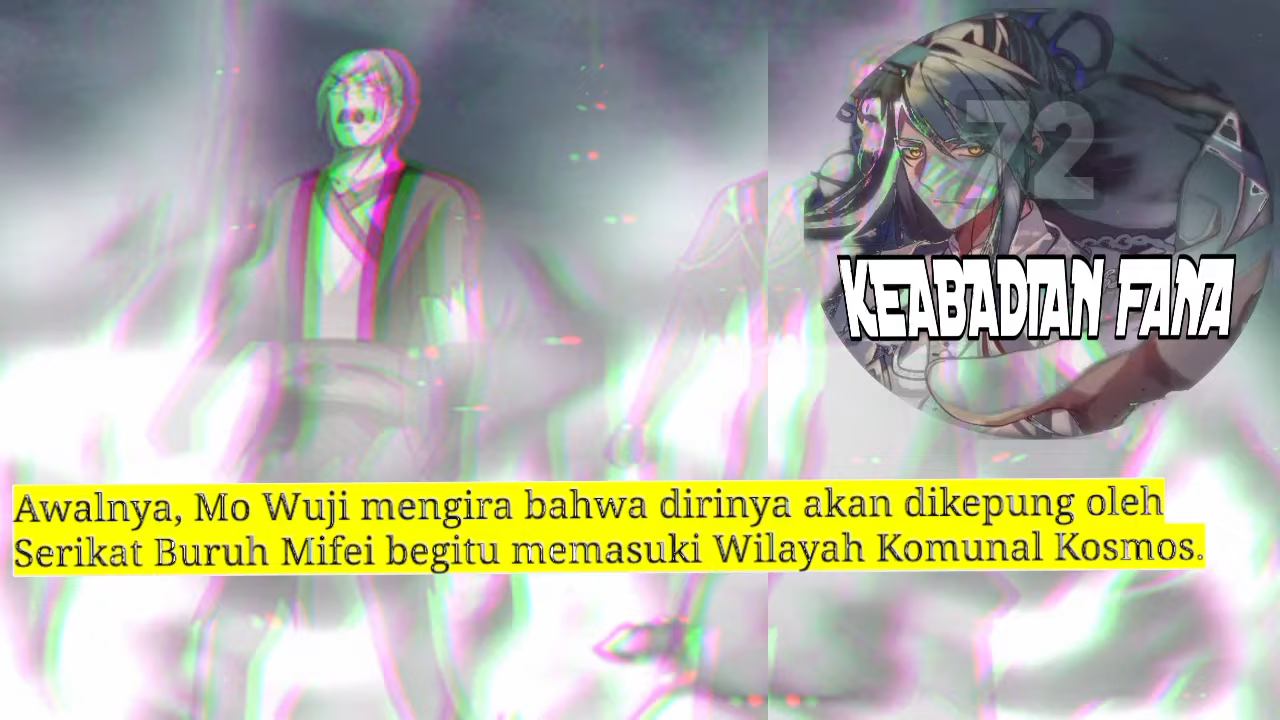 72
KEABADIAN FANA
Awalnya, Mo Wuji mengira bahwa dirinya akan dikepung oleh
Serikat Buruh Mifei begitu memasuki Wilayah Komunal Kosmos.